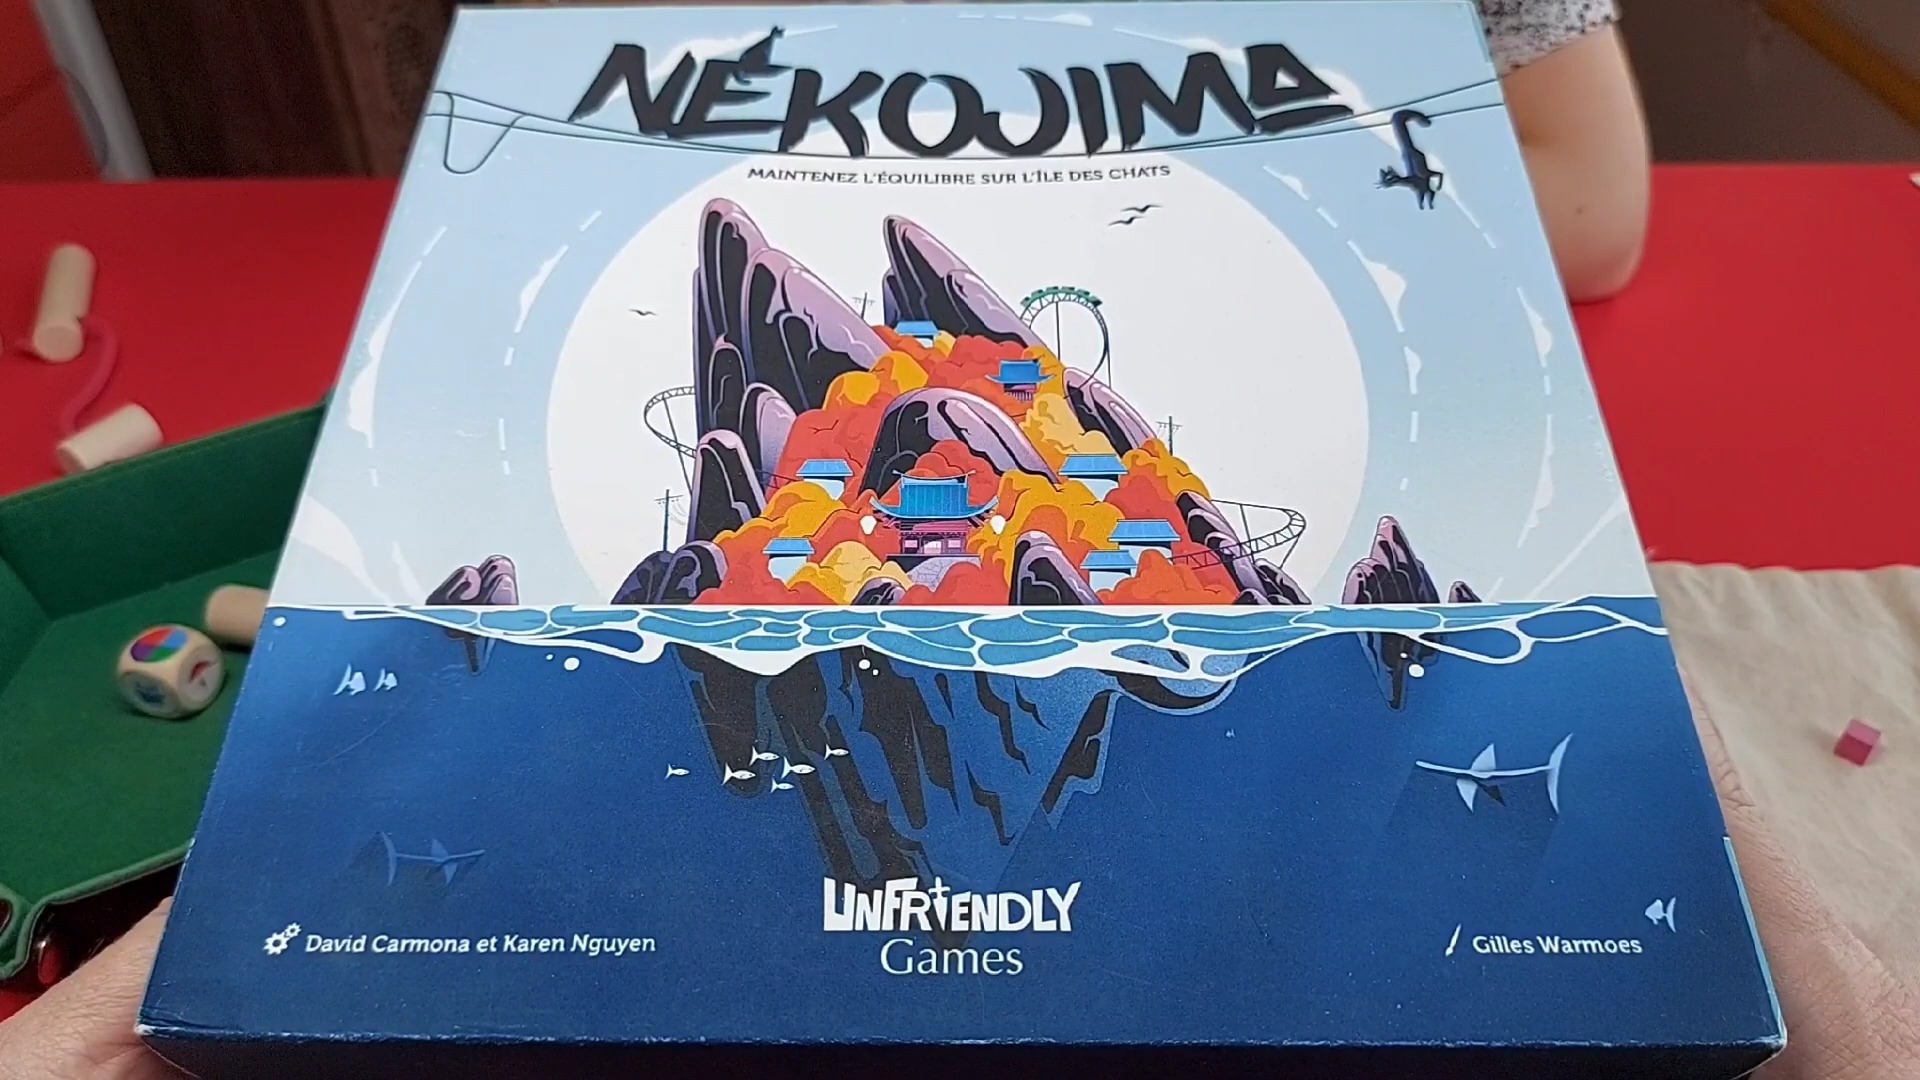 NÉKOJIMA
MAINTENEZ L'ÉQUILIBRE SUR L'ÎLE DES CHATS
UNFRIENDLY
Games
David Carmona et Karen Nguyen
Gilles Warmoes